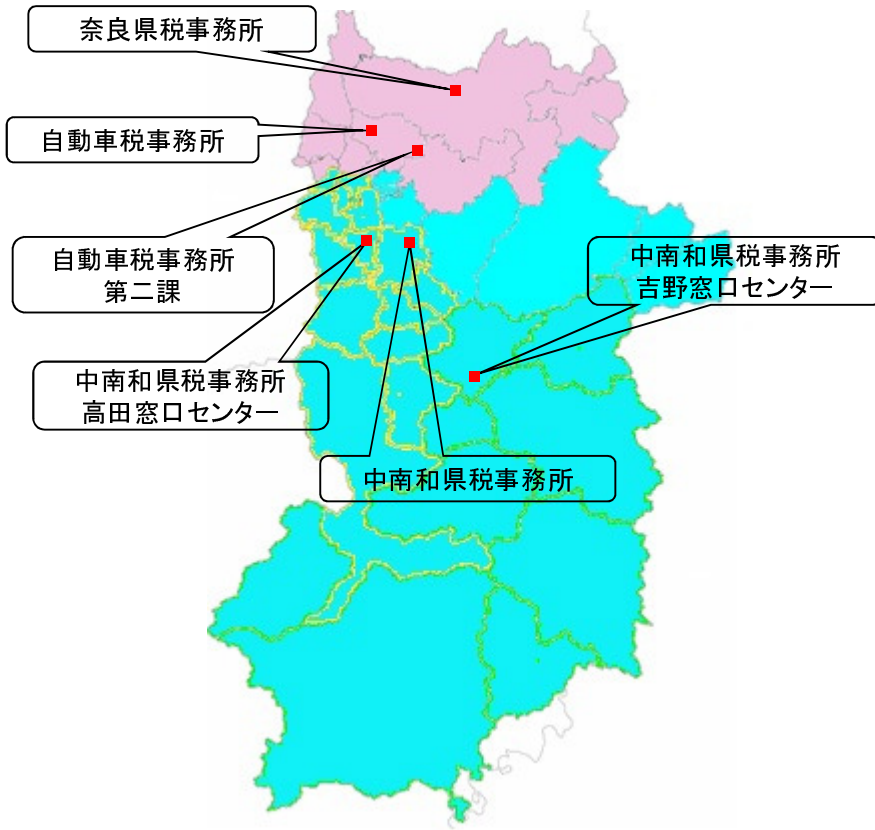 奈良県税事務所
自動車税事務所
自動車税事務所
第二課
中南和県税事務所
吉野窓口センター
中南和県税事務所
高田窓口センター
中南和県税事務所